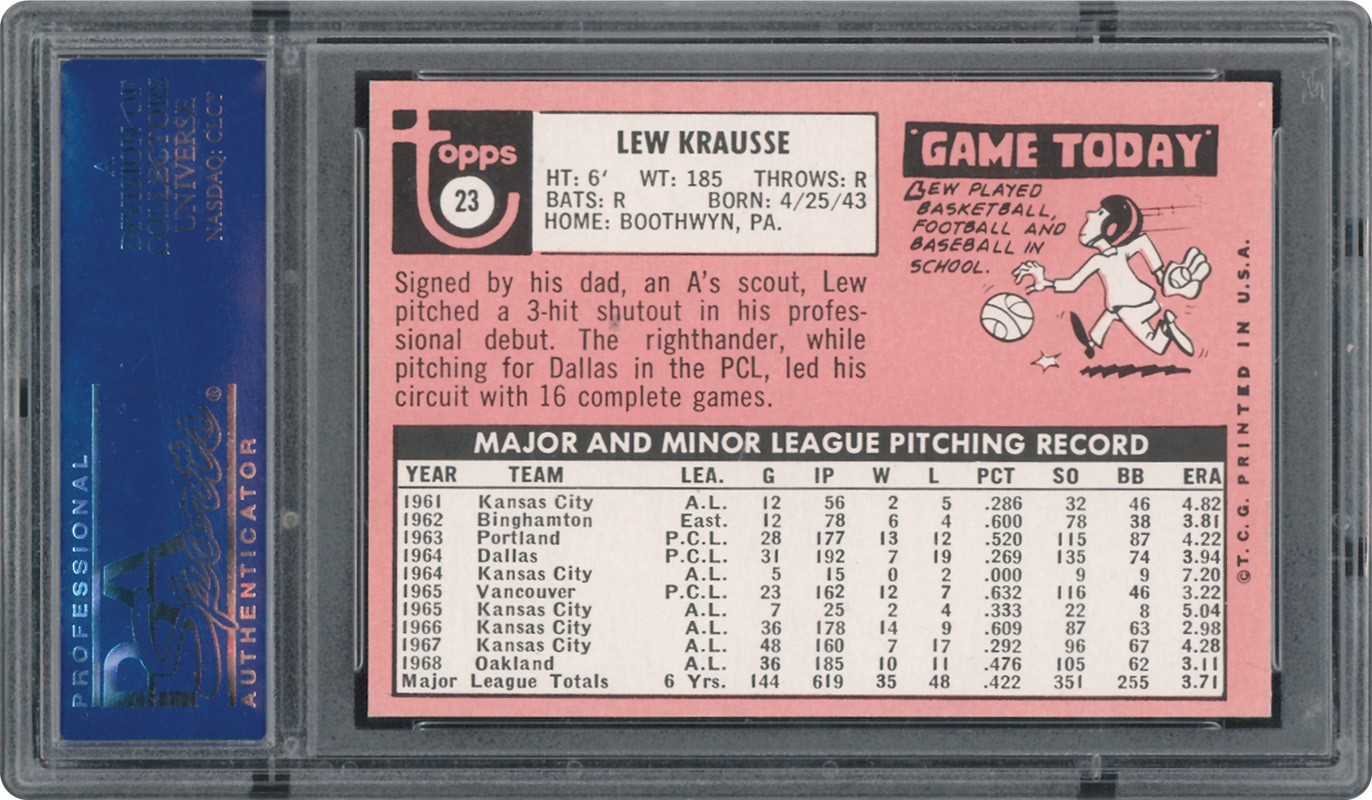 A
DIVISION OF
COLLECTORS
UNIVERSE
NASDAQ: CLCT
PROFESSIONAL
PSA
Sports®
AUTHENTICATOR
topps
23
LEW KRAUSSE
HT: 6′ WT: 185 THROWS: R
BATS: R BORN: 4/25/43
HOME: BOOTHWYN, PA.
Signed by his dad, an A's scout, Lew
pitched a 3-hit shutout in his profes-
sional debut. The righthander, while
pitching for Dallas in the PCL, led his
circuit with 16 complete games.
"GAME TODAY"
LEW PLAYED
BASKETBALL,
FOOTBALL AND
BASEBALL IN
SCHOOL.
MAJOR AND MINOR LEAGUE PITCHING RECORD
YEAR TEAM LEA. G IP W L PCT SO BB ERA
1961 Kansas City A.L. 12 56 2 5 .286 32 46 4.82
1962 Binghamton East. 12 78 6 4 .600 78 38 3.81
1963 Portland P.C.L. 28 177 13 12 .520 115 87 4.22
1964 Dallas P.C.L. 31 192 7 19 .269 135 74 3.94
1964 Kansas City A.L. 5 15 0 2 .000 9 9 7.20
1965 Vancouver P.C.L. 23 162 12 7 .632 116 46 3.22
1965 Kansas City A.L. 7 25 2 4 .333 22 8 5.04
1966 Kansas City A.L. 36 178 14 9 .609 87 63 2.98
1967 Kansas City A.L. 48 160 7 17 .292 96 67 4.28
1968 Oakland A.L. 36 185 10 11 .476 105 62 3.11
Major League Totals 6 Yrs. 144 619 35 48 .422 351 255 3.71
©T.C.G. PRINTED IN U.S.A.